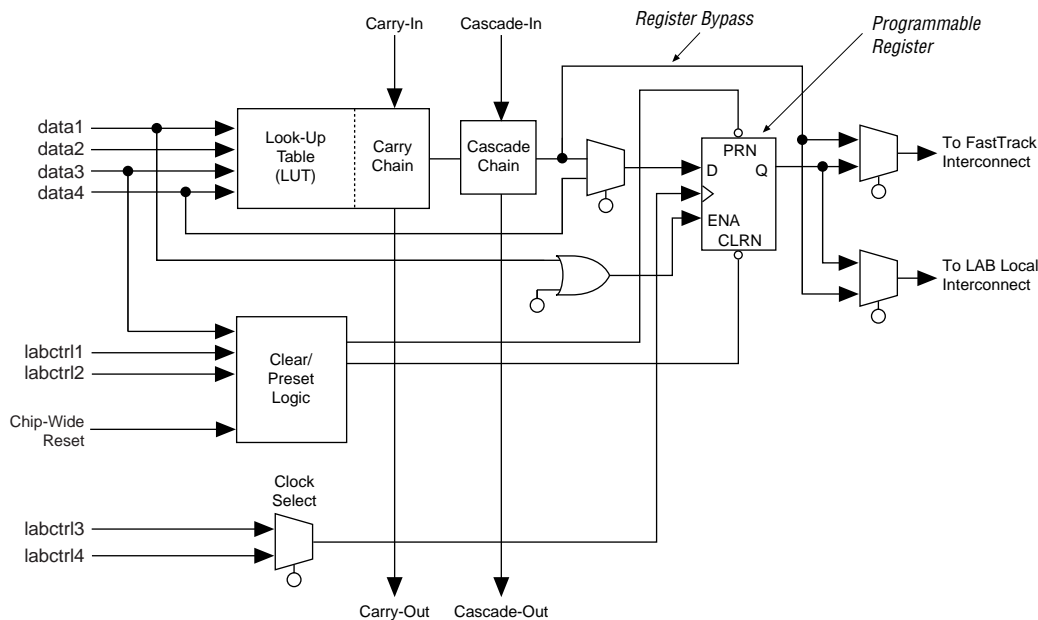 Carry-In
Cascade-In
Register Bypass
Programmable
Register
data1
data2
data3
data4
Look-Up
Table
(LUT)
Carry
Chain
Cascade
Chain
PRN
D
Q
ENA
CLRN
To FastTrack
Interconnect
To LAB Local
Interconnect
labctrl1
labctrl2
Clear/
Preset
Logic
Chip-Wide
Reset
Clock
Select
labctrl3
labctrl4
Carry-Out
Cascade-Out